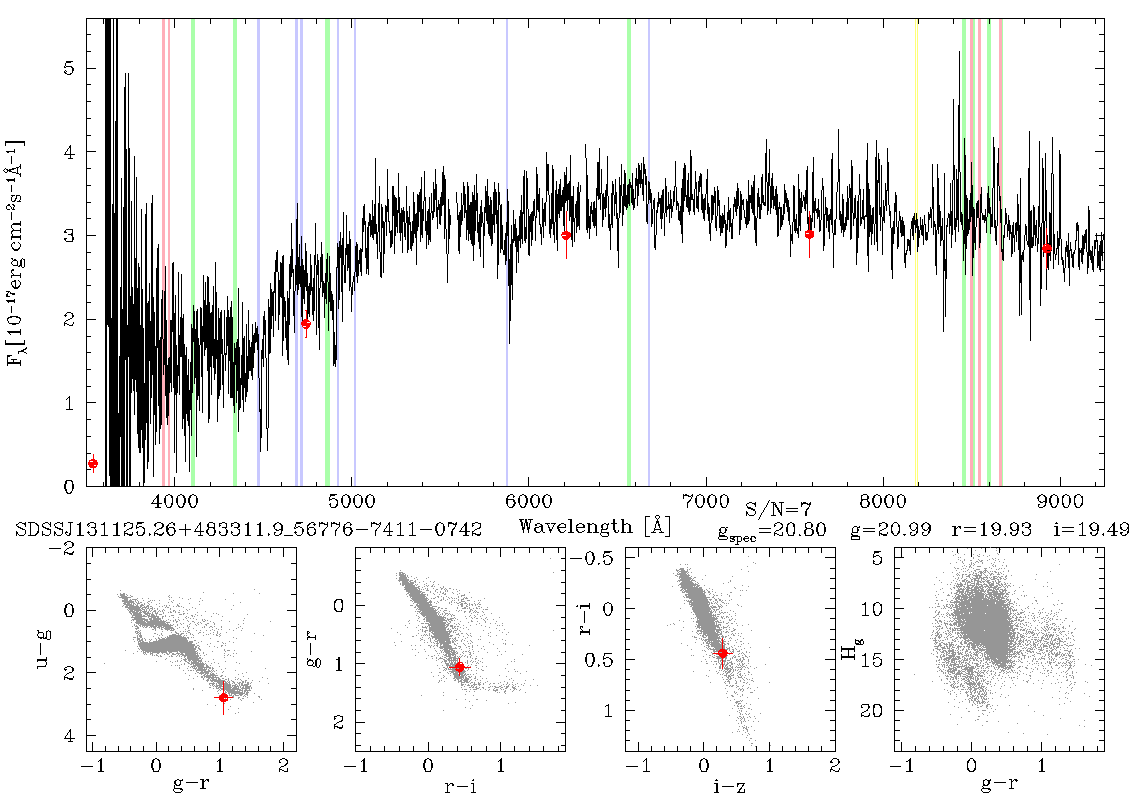 5
4
3
2
1
0
Fλ[10⁻¹⁷erg cm⁻²s⁻¹Å⁻¹]
4000 5000 6000 7000 8000 9000
S/N=7
SDSSJ131125.26+483311.9_56776-7411-0742 Wavelength [Å] gspec=20.80 g=20.99 r=19.93 i=19.49
−2
0
2
4
u−g
−1 0 1 2
g−r
0
1
2
g−r
−1 0 1
r−i
−0.5
0
0.5
1
r−i
−1 0 1 2
i−z
5
10
15
20
Hg
−1 0 1
g−r